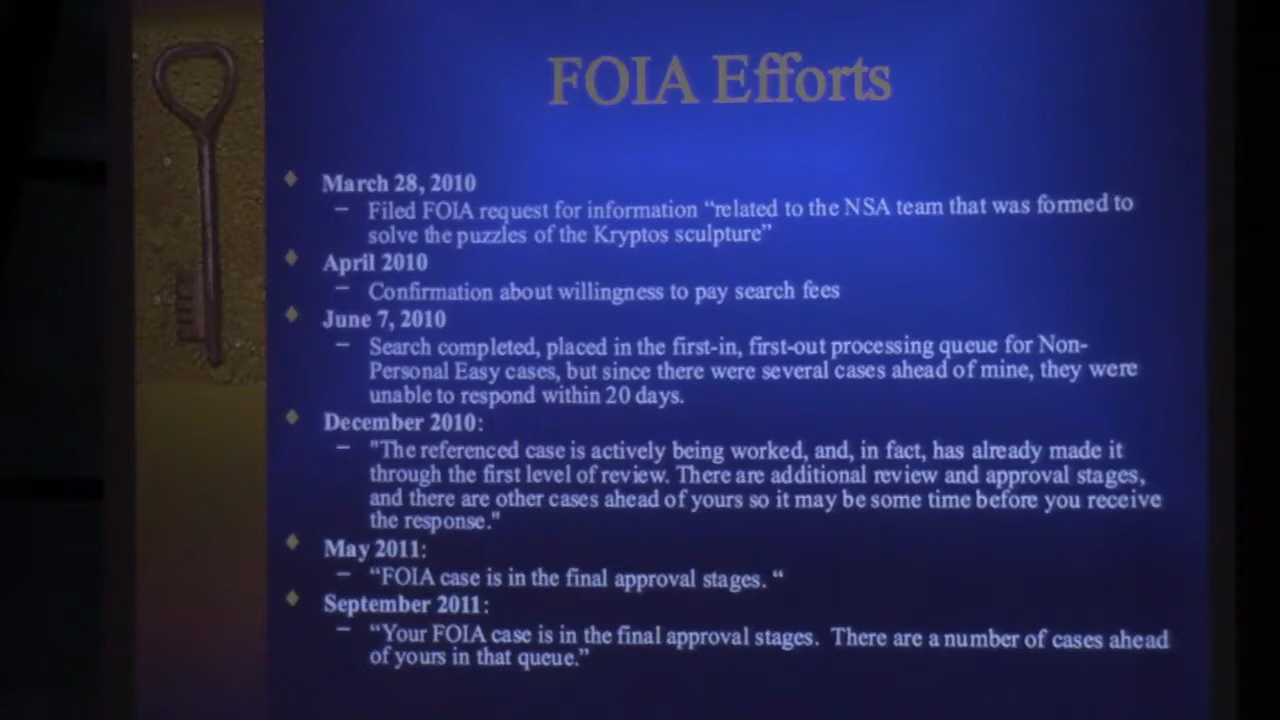 FOIA Efforts
March 28, 2010
– Filed FOIA request for information “related to the NSA team that was formed to
solve the puzzles of the Kryptos sculpture”
April 2010
– Confirmation about willingness to pay search fees
June 7, 2010
– Search completed, placed in the first-in, first-out processing queue for Non-
Personal Easy cases, but since there were several cases ahead of mine, they were
unable to respond within 20 days.
December 2010:
– "The referenced case is actively being worked, and, in fact, has already made it
through the first level of review. There are additional review and approval stages,
and there are other cases ahead of yours so it may be some time before you receive
the response."
May 2011:
– “FOIA case is in the final approval stages. “
September 2011:
– “Your FOIA case is in the final approval stages.  There are a number of cases ahead
of yours in that queue.”